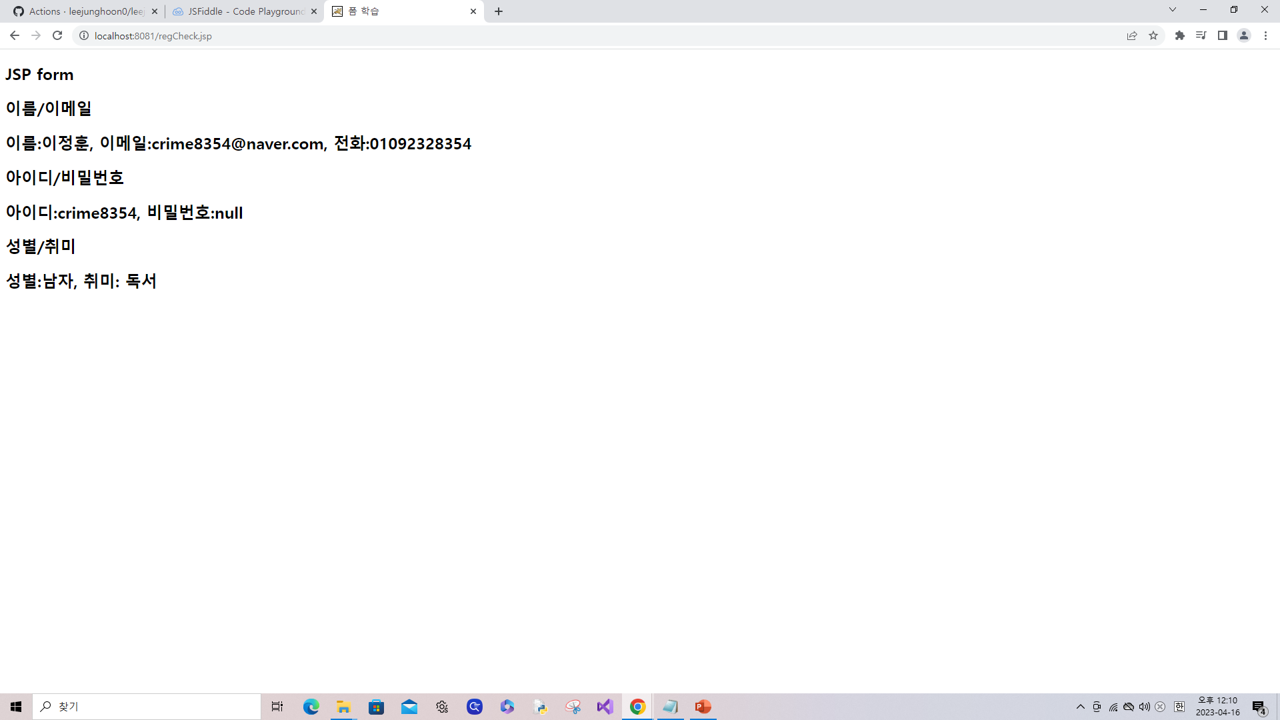 Actions · leejunghoon0/lee
JSFiddle - Code Playground
폼 학습
localhost:8081/regCheck.jsp
JSP form
이름/이메일
이름:이정훈, 이메일:crime8354@naver.com, 전화:01092328354
아이디/비밀번호
아이디:crime8354, 비밀번호:null
성별/취미
성별:남자, 취미: 독서
찾기
한
오후 12:10
2023-04-16
4